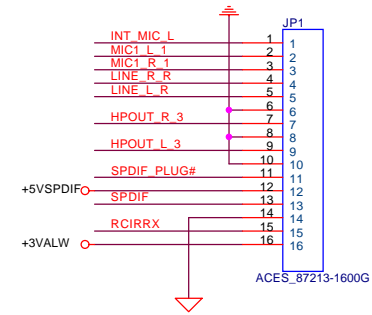 JP1
INT_MIC_L 1 1
MIC1_L_1 2 2
MIC1_R_1 3 3
LINE_R_R 4 4
LINE_L_R 5 5
6 6
HPOUT_R_3 7 7
8 8
HPOUT_L_3 9 9
10 10
SPDIF_PLUG# 11 11
+5VSPDIF 12 12
SPDIF 13 13
14 14
RCIRRX 15 15
+3VALW 16 16
ACES_87213-1600G